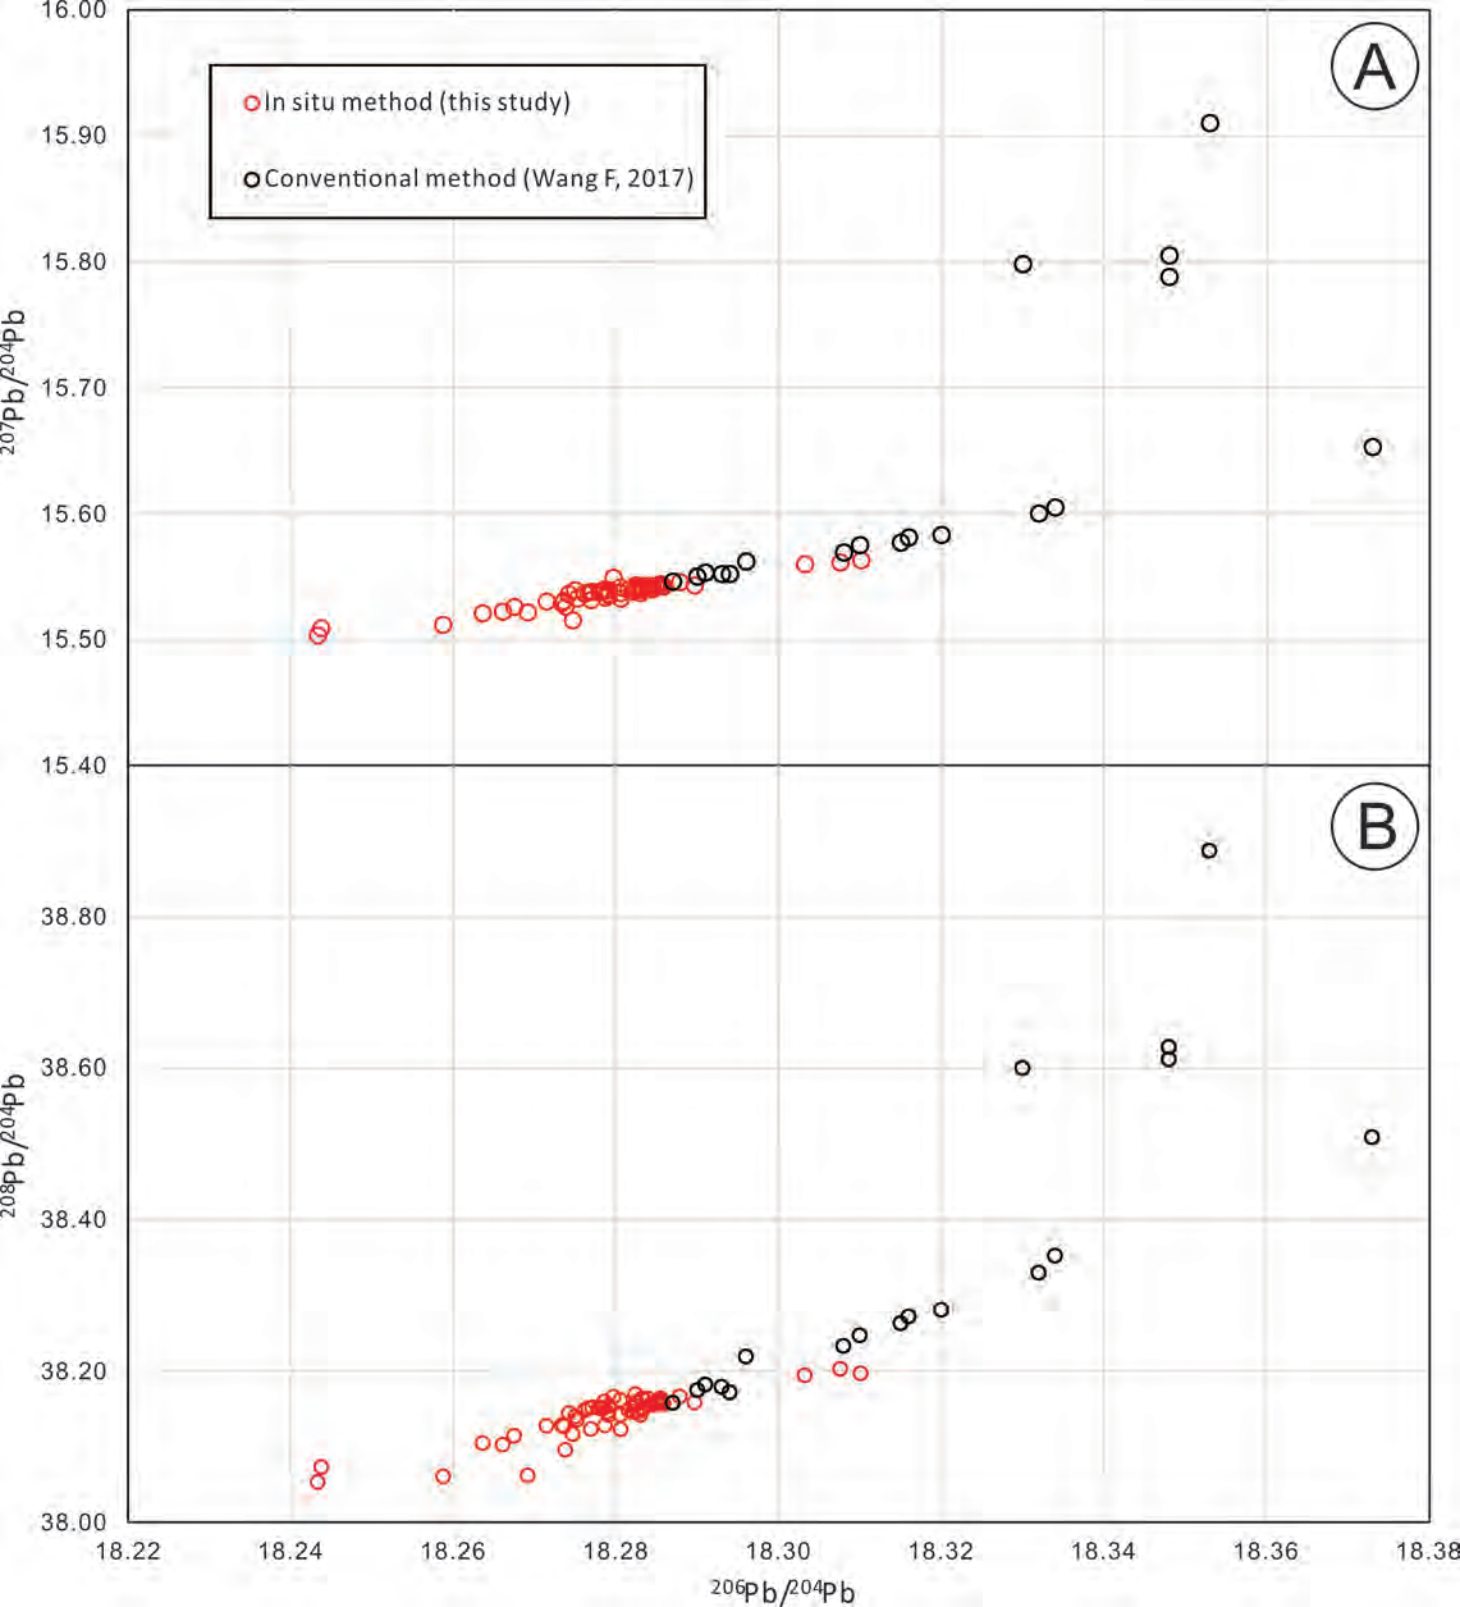 16.00
A
In situ method (this study)
15.90
Conventional method (Wang F, 2017)
15.80
²⁰⁷Pb/²⁰⁴Pb
15.70
15.60
15.50
15.40
B
38.80
38.60
²⁰⁸Pb/²⁰⁴Pb
38.40
38.20
38.00
18.22 18.24 18.26 18.28 18.30 18.32 18.34 18.36 18.38
²⁰⁶Pb/²⁰⁴Pb